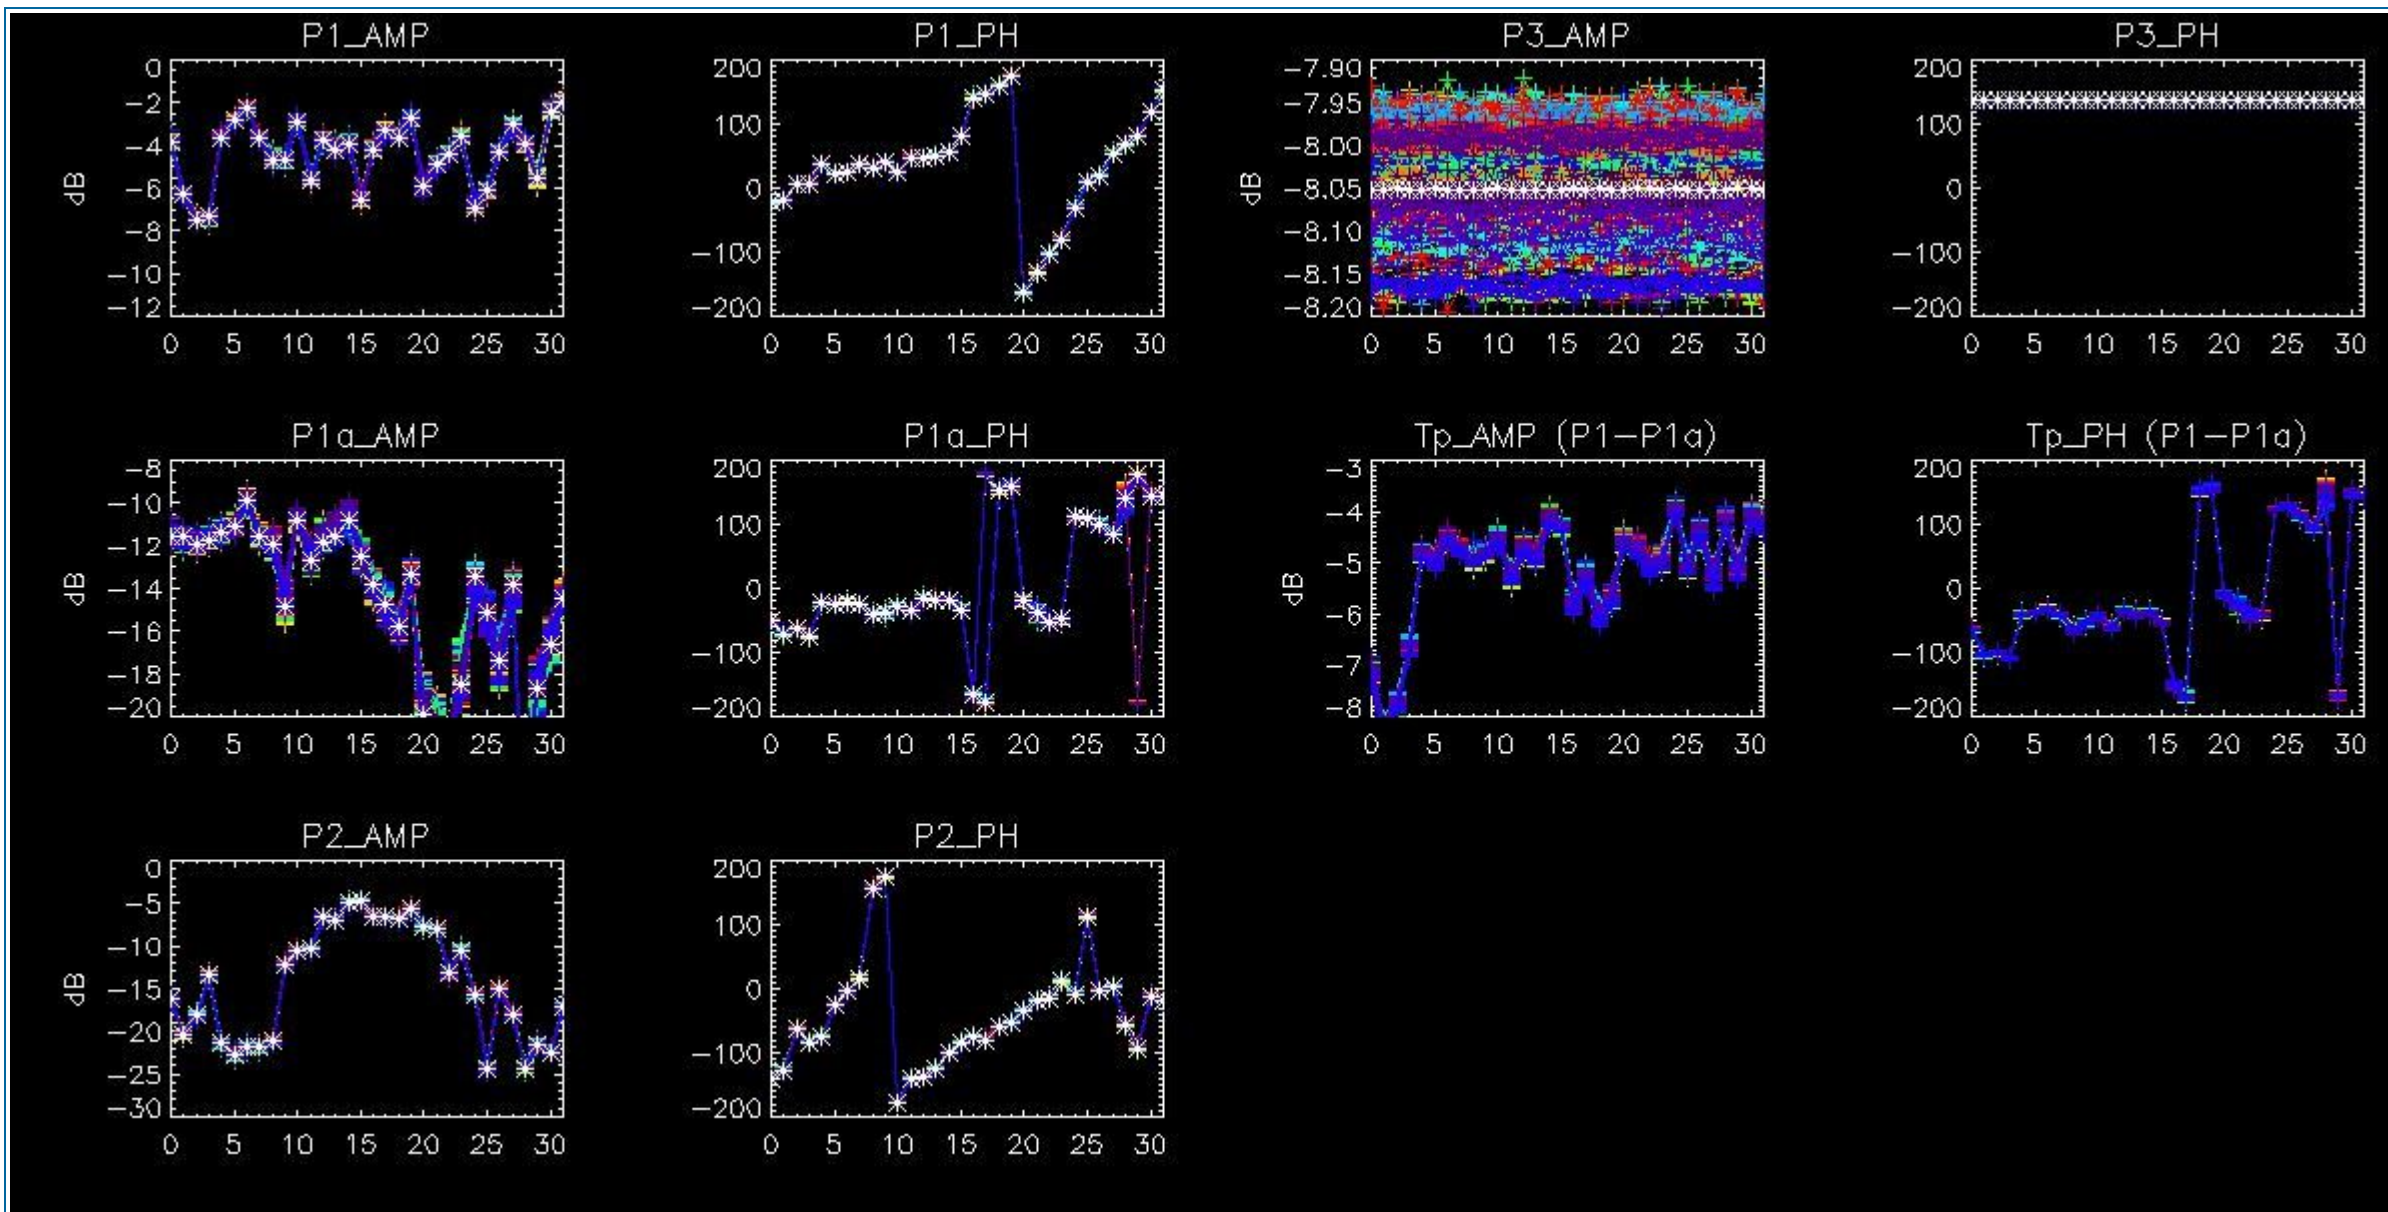 P1_AMP P1_PH P3_AMP P3_PH
0 200 -7.90 200
-2 -7.95
100 100
-4 -8.00
dB -6 0 dB -8.05 0
-8 -8.10
-100 -100
-10 -8.15
-12 -200 -8.20 -200
0 5 10 15 20 25 30 0 5 10 15 20 25 30 0 5 10 15 20 25 30 0 5 10 15 20 25 30
P1a_AMP P1a_PH Tp_AMP (P1-P1a) Tp_PH (P1-P1a)
-8 200 -3 200
-10 100 -4 100
-12
dB -14 0 dB -5 0
-16 -6
-18 -100 -7 -100
-20 -200 -8 -200
0 5 10 15 20 25 30 0 5 10 15 20 25 30 0 5 10 15 20 25 30 0 5 10 15 20 25 30
P2_AMP P2_PH
0 200
-5 100
-10
dB -15 0
-20 -100
-25
-30 -200
0 5 10 15 20 25 30 0 5 10 15 20 25 30